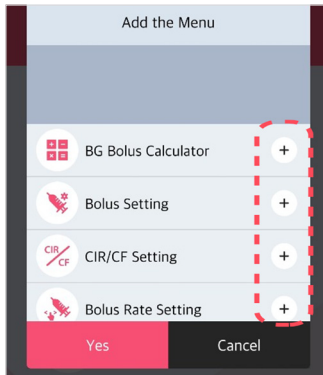 Add the Menu
BG Bolus Calculator +
Bolus Setting +
CIR/CF CIR/CF Setting +
Bolus Rate Setting +
Yes Cancel